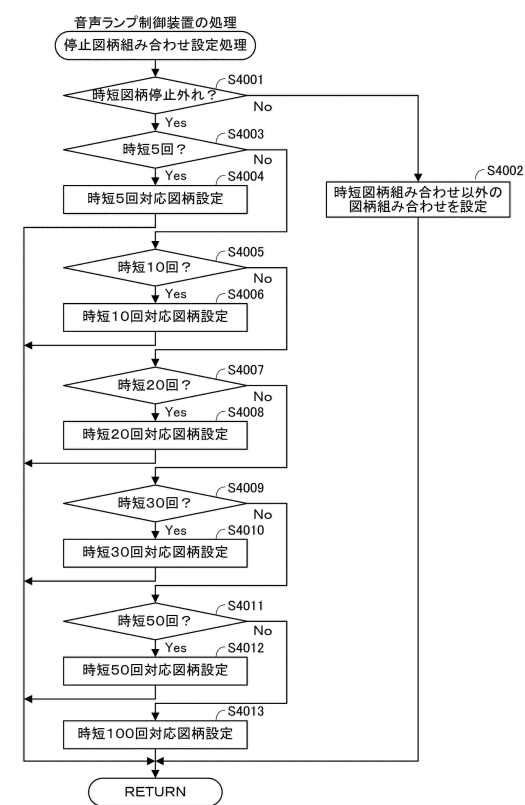 音声ランプ制御装置の処理
停止図柄組み合わせ設定処理
S4001
時短図柄停止外れ？
No
Yes
S4003
時短5回？
No
Yes
S4004
時短5回対応図柄設定
S4002
時短図柄組み合わせ以外の
図柄組み合わせを設定
S4005
時短10回？
No
Yes
S4006
時短10回対応図柄設定
S4007
時短20回？
No
Yes
S4008
時短20回対応図柄設定
S4009
時短30回？
No
Yes
S4010
時短30回対応図柄設定
S4011
時短50回？
No
Yes
S4012
時短50回対応図柄設定
S4013
時短100回対応図柄設定
RETURN